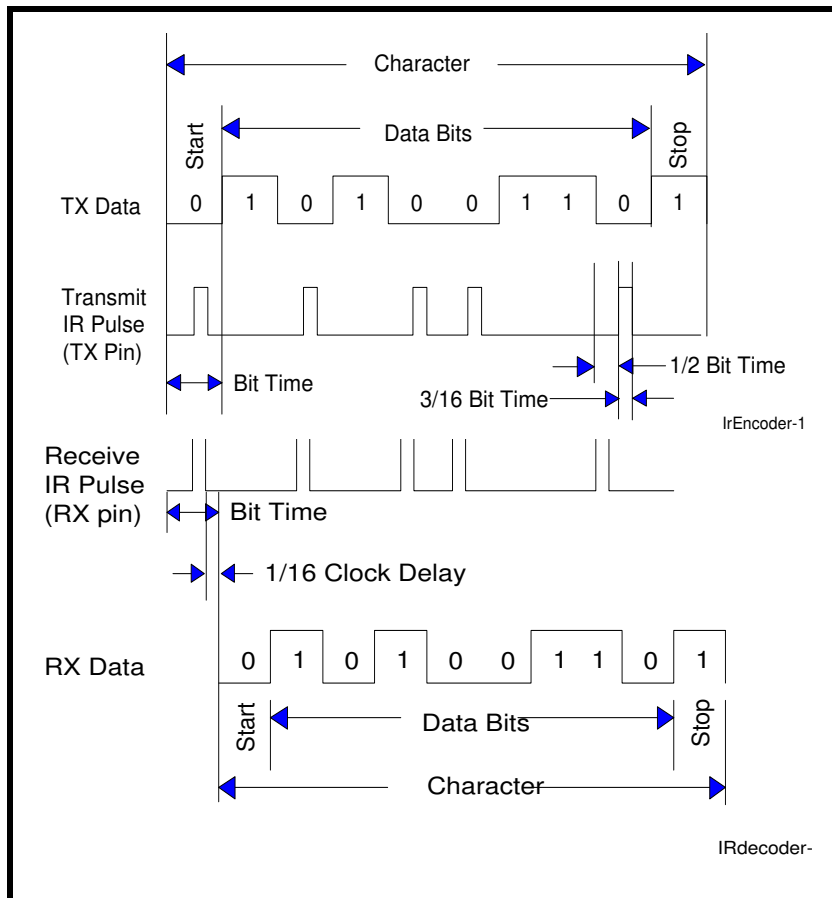 Character
Start
Data Bits
Stop
TX Data
0 1 0 1 0 0 1 1 0 1
Transmit
IR Pulse
(TX Pin)
Bit Time
1/2 Bit Time
3/16 Bit Time
IrEncoder-1
Receive
IR Pulse
(RX pin)
Bit Time
1/16 Clock Delay
RX Data
0 1 0 1 0 0 1 1 0 1
Start
Data Bits
Stop
Character
IRdecoder-